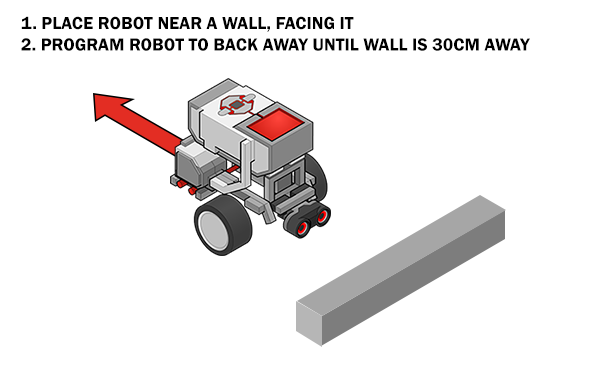 1. PLACE ROBOT NEAR A WALL, FACING IT
2. PROGRAM ROBOT TO BACK AWAY UNTIL WALL IS 30CM AWAY